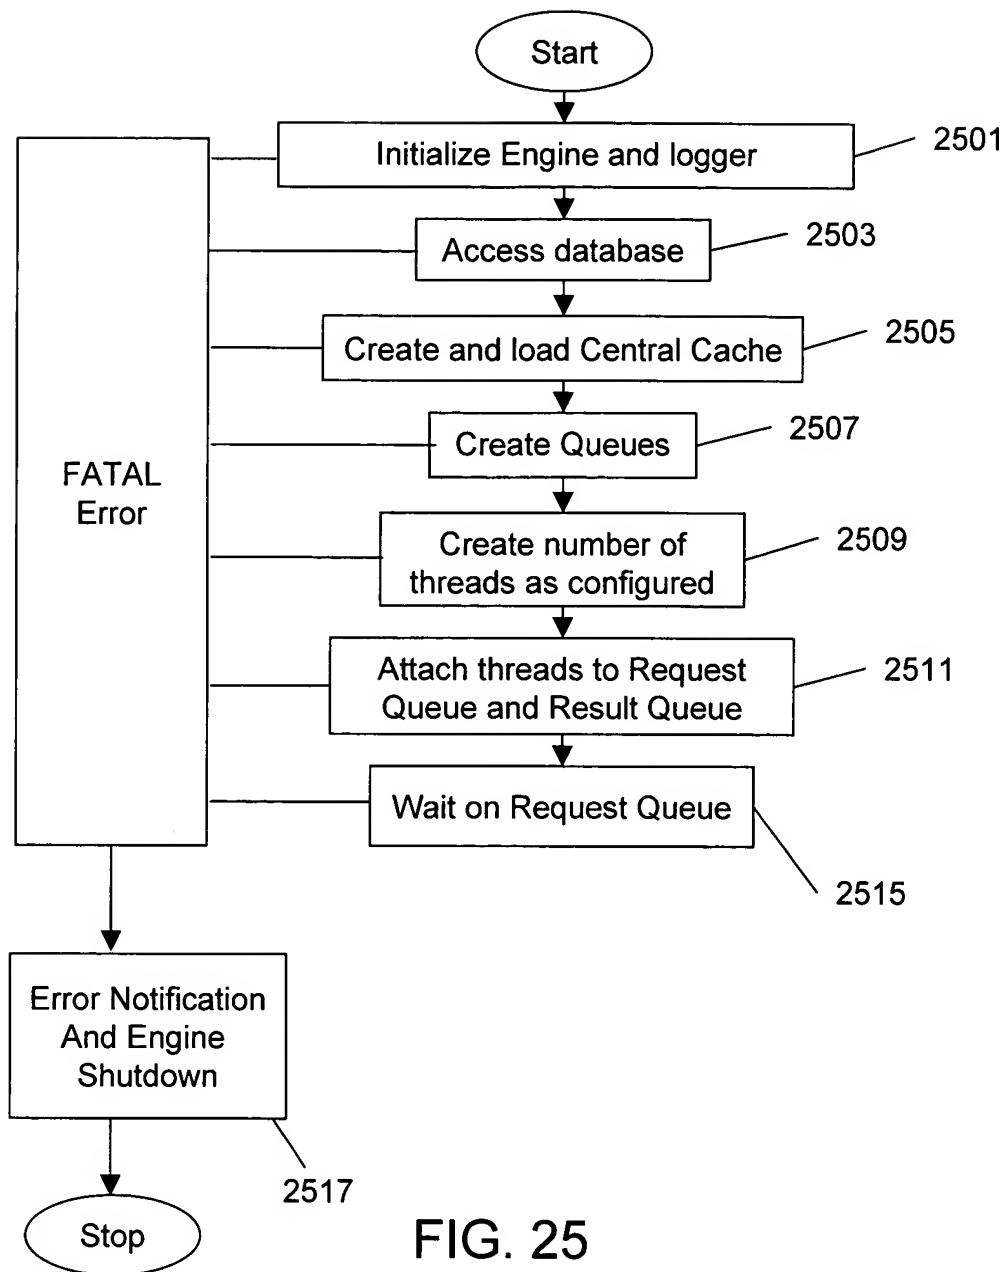 Start
Initialize Engine and logger
2501
Access database
2503
Create and load Central Cache
2505
Create Queues
2507
FATAL
Error
Create number of
threads as configured
2509
Attach threads to Request
Queue and Result Queue
2511
Wait on Request Queue
2515
Error Notification
And Engine
Shutdown
2517
Stop
FIG. 25